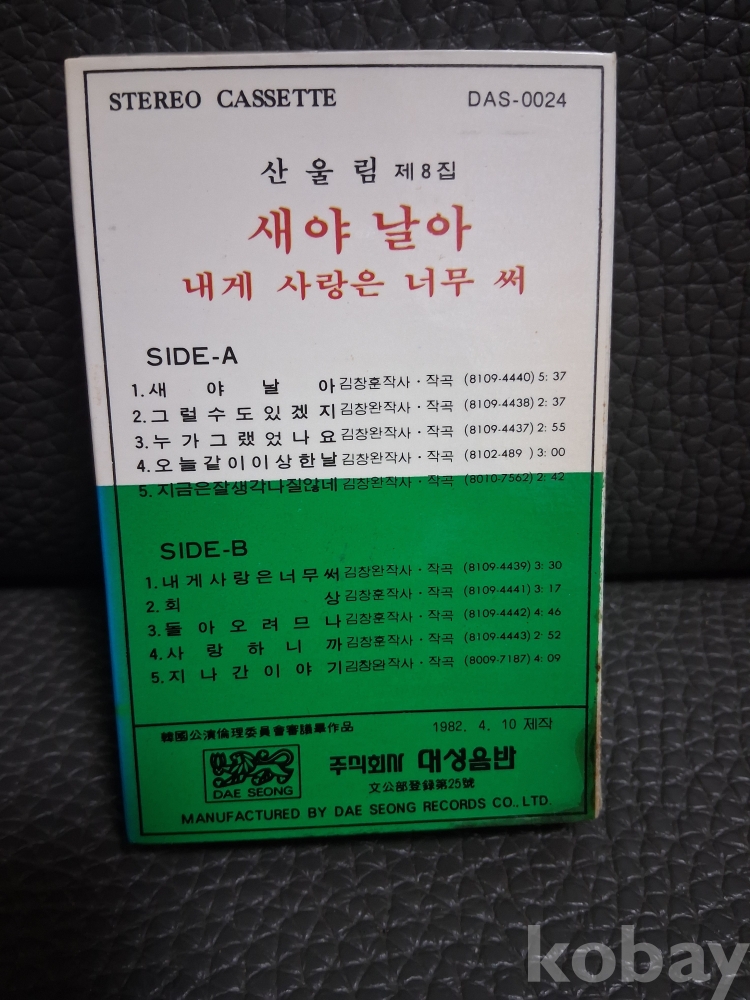 STEREO CASSETTE DAS-0024
산울림 제8집
새야 날아
내게 사랑은 너무 써
SIDE-A
1. 새야날아 김창훈작사·작곡 (8109-4440) 5:37
2. 그럴수도있겠지 김창완작사·작곡 (8109-4438) 2:37
3. 누가그랬었나요 김창완작사·작곡 (8109-4437) 2:55
4. 오늘같이이상한날 김창완작사·작곡 (8102-489 ) 3:00
5. 지금은잘생각나질않네 김창완작사·작곡 (8010-7562) 2:42
SIDE-B
1. 내게사랑은너무써 김창완작사·작곡 (8109-4439) 3:30
2. 회상 김창훈작사·작곡 (8109-4441) 3:17
3. 돌아오려므나 김창훈작사·작곡 (8109-4442) 4:46
4. 사랑하니까 김창훈작사·작곡 (8109-4443) 2:52
5. 지나간이야기 김창완작사·작곡 (8009-7187) 4:09
韓國公演倫理委員會審議畢作品 1982. 4. 10 제작
DAE SEONG
주식회사 대성음반
文公部登録第25號
MANUFACTURED BY DAE SEONG RECORDS CO., LTD.
kobay